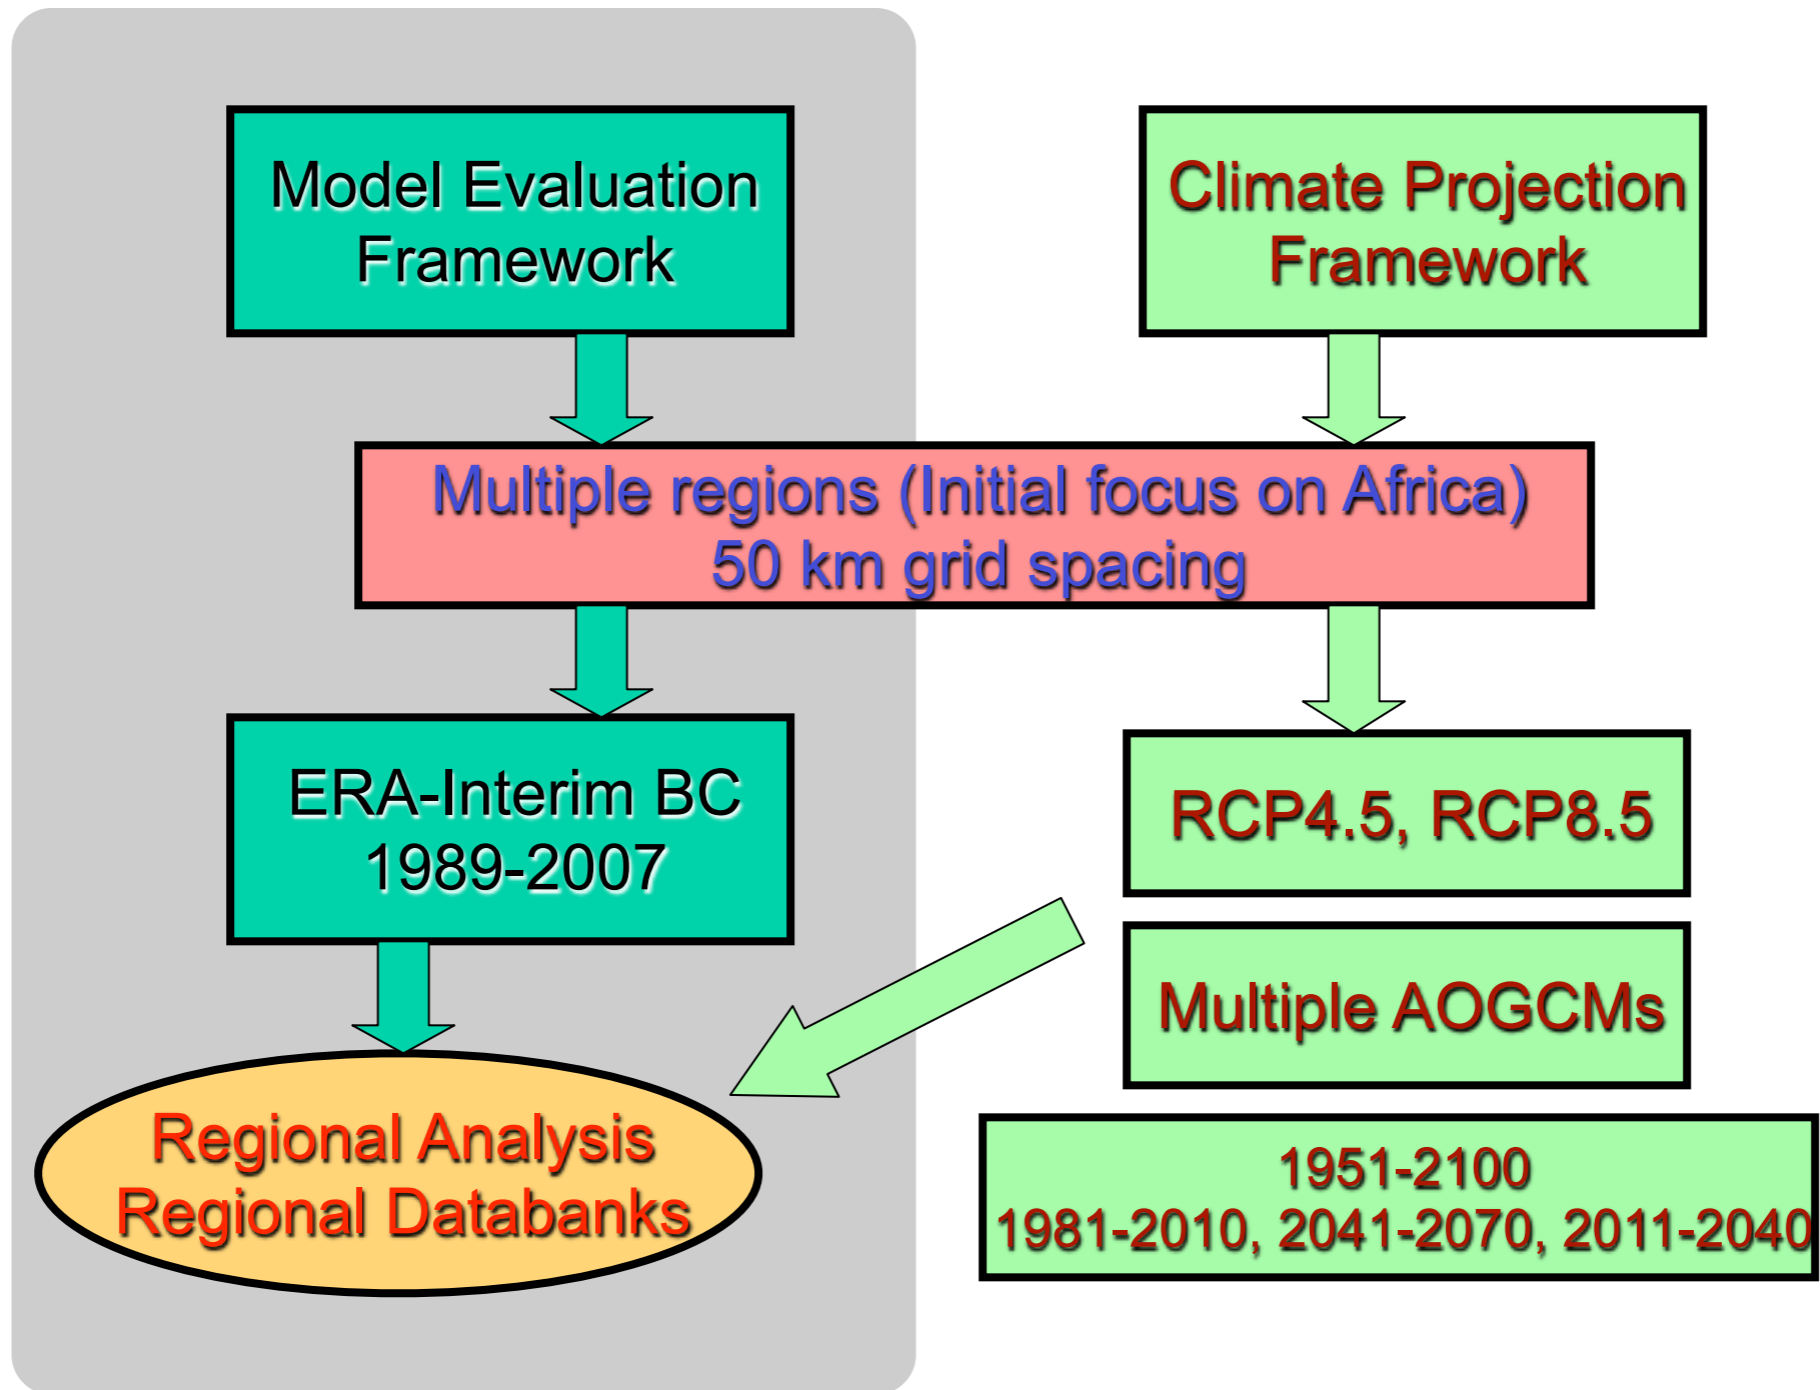 Model Evaluation
Framework
Climate Projection
Framework
Multiple regions (Initial focus on Africa)
50 km grid spacing
ERA-Interim BC
1989-2007
RCP4.5, RCP8.5
Multiple AOGCMs
Regional Analysis
Regional Databanks
1951-2100
1981-2010, 2041-2070, 2011-2040